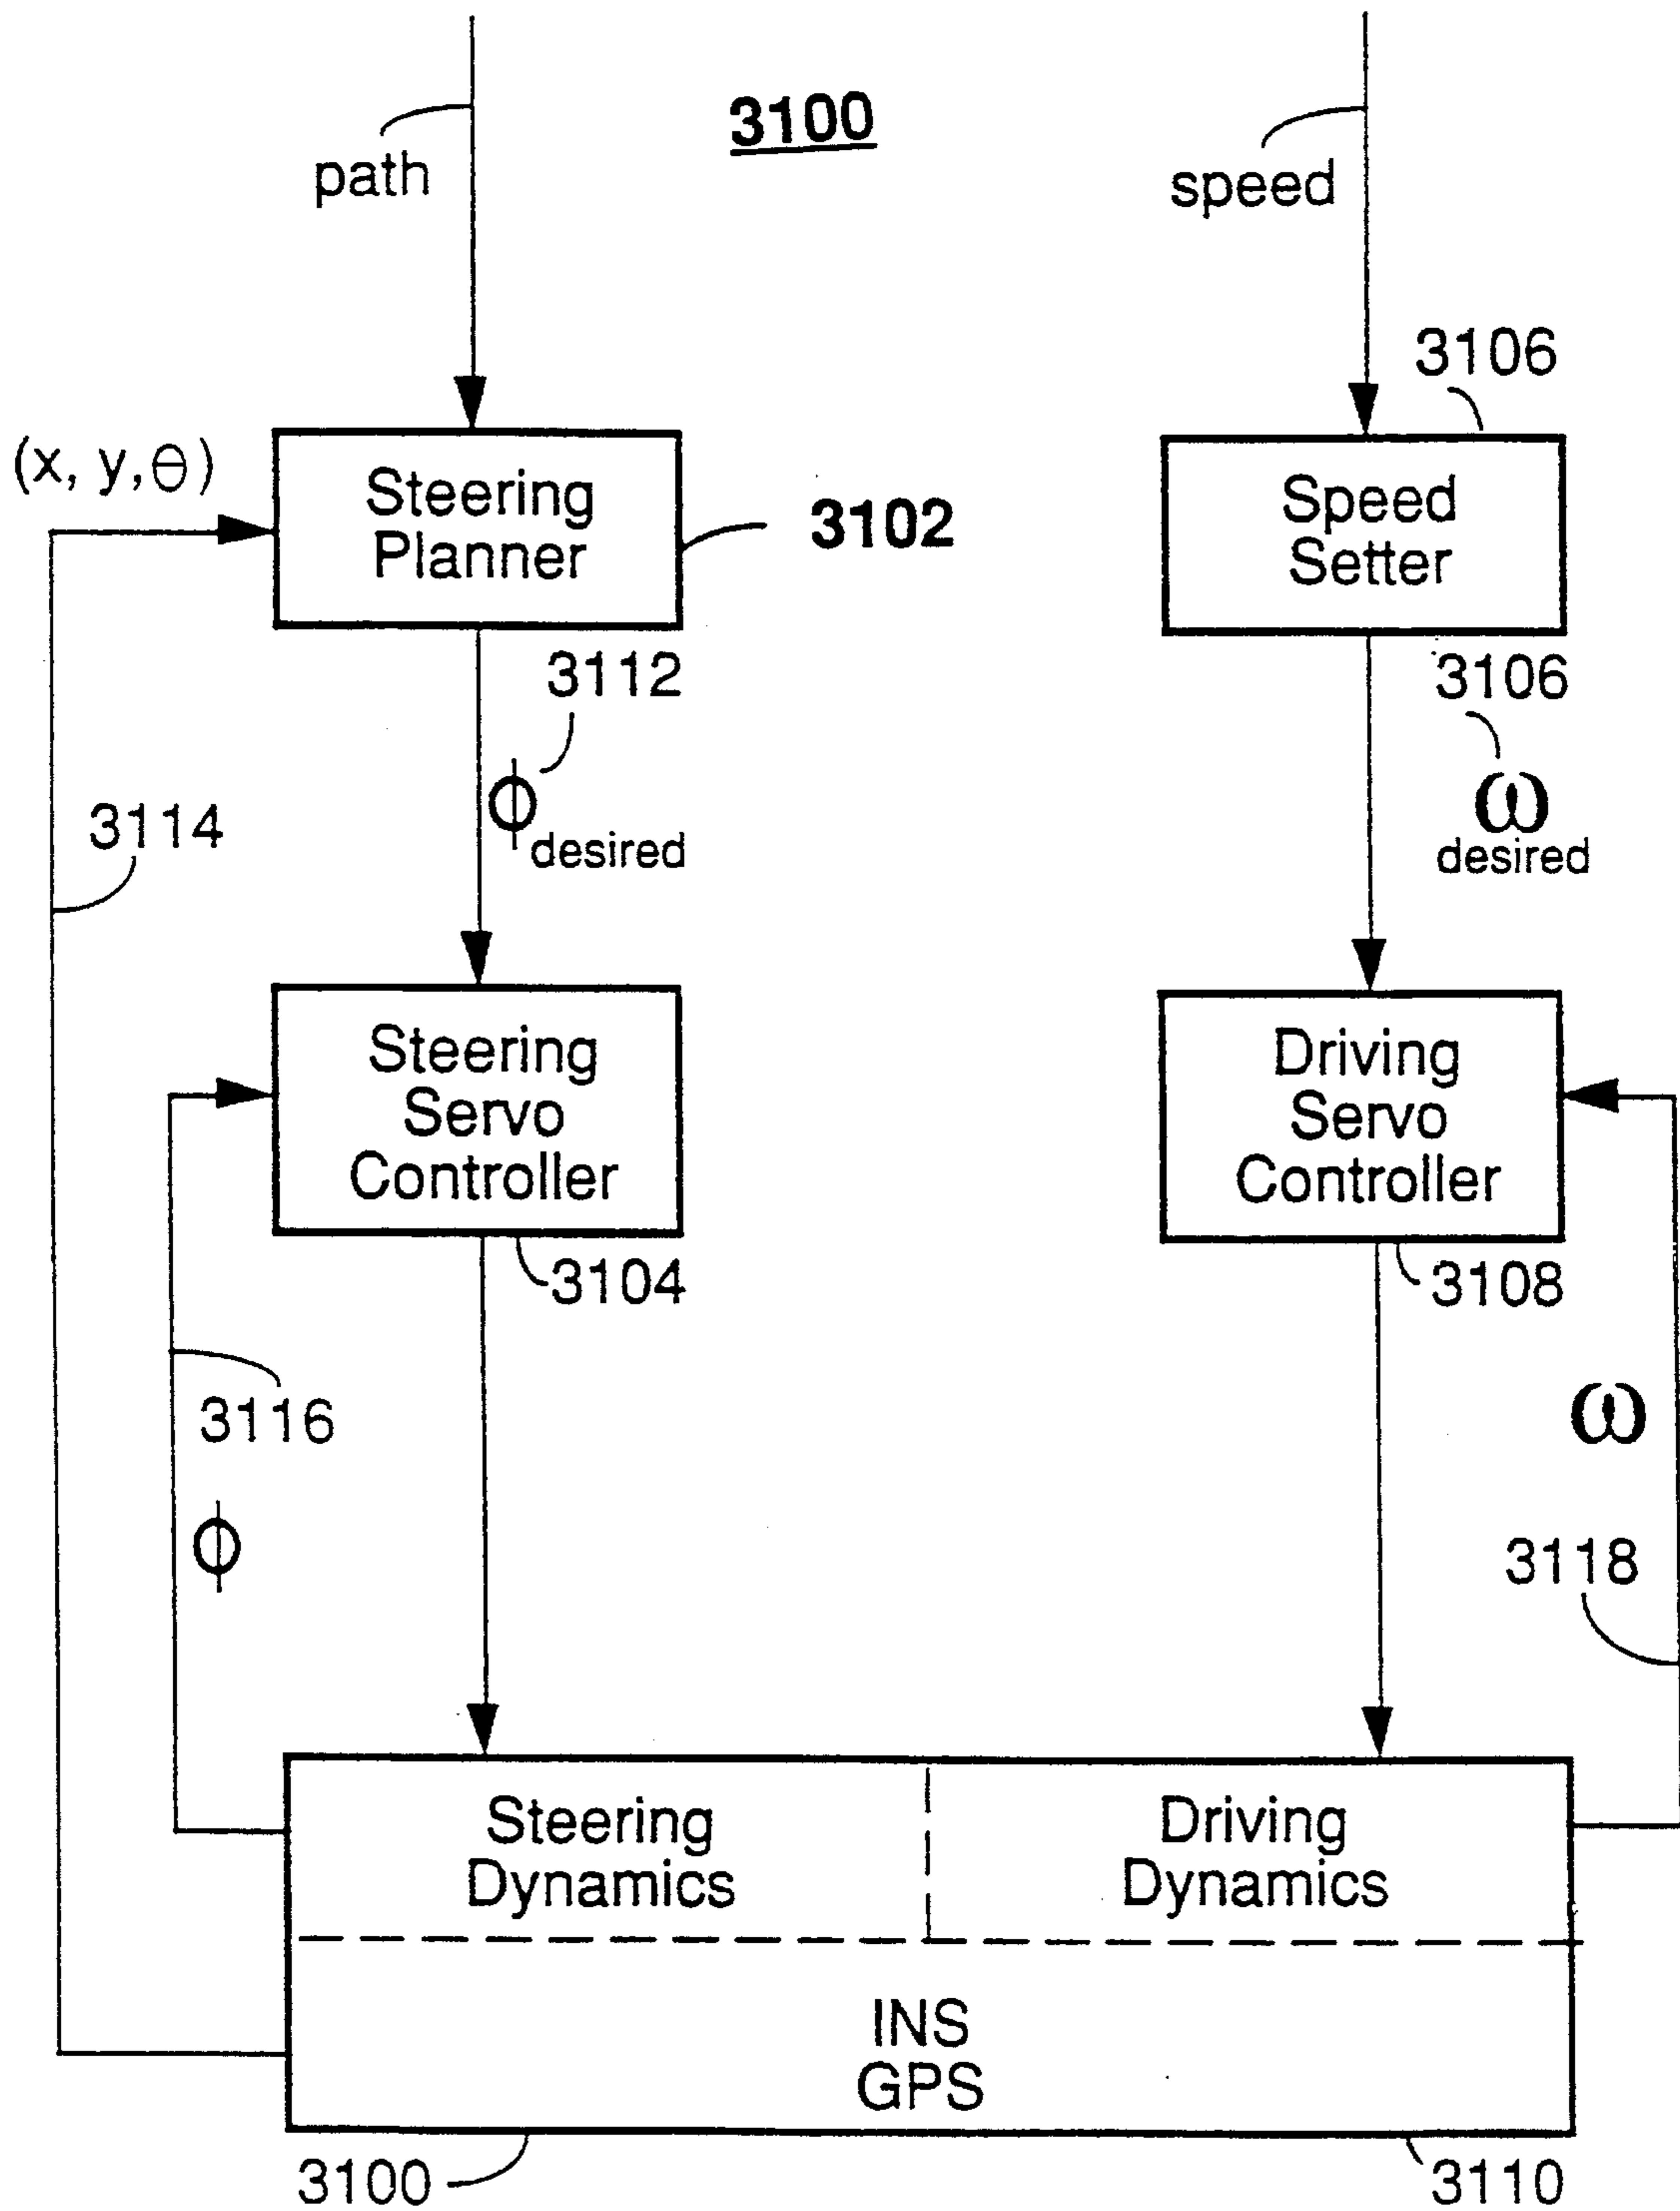 3100
path
speed
3106
(x, y, θ)
Steering
Planner
3102
Speed
Setter
3112
3106
ϕ
desired
ω
desired
3114
Steering
Servo
Controller
Driving
Servo
Controller
3104
3108
3116
ω
ϕ
3118
Steering
Dynamics
Driving
Dynamics
INS
GPS
3100
3110